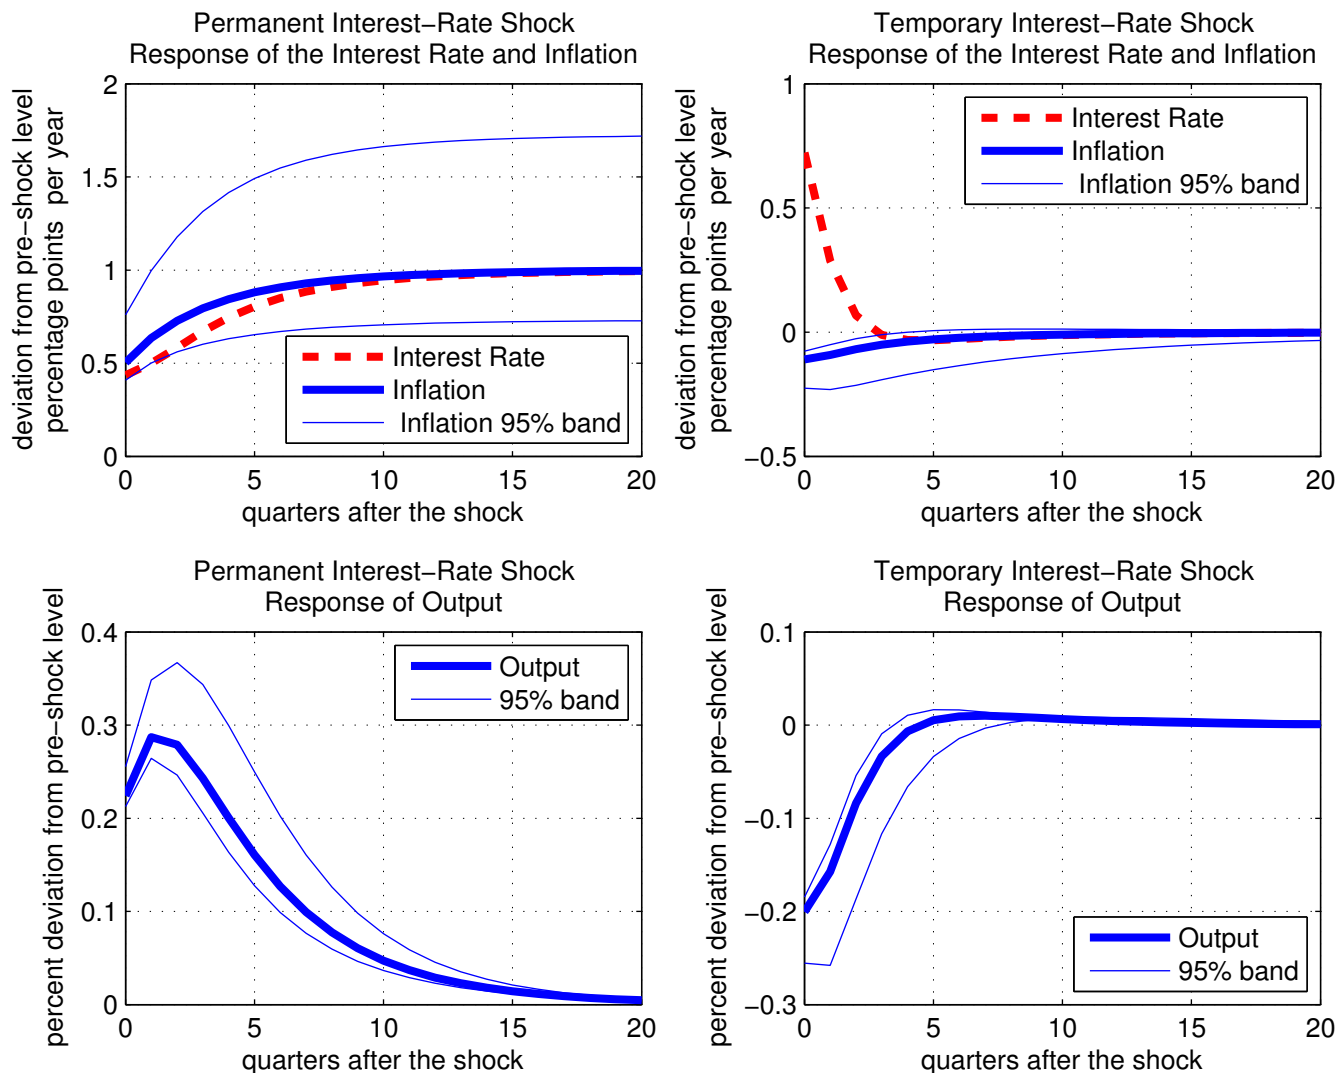 Permanent Interest−Rate Shock
Response of the Interest Rate and Inflation
deviation from pre−shock level
percentage points  per year
2
1.5
1
0.5
0
Interest Rate
Inflation
Inflation 95% band
0 5 10 15 20
quarters after the shock
Temporary Interest−Rate Shock
Response of the Interest Rate and Inflation
deviation from pre−shock level
percentage points  per year
1
0.5
0
−0.5
Interest Rate
Inflation
Inflation 95% band
0 5 10 15 20
quarters after the shock
Permanent Interest−Rate Shock
Response of Output
percent deviation from pre−shock level
0.4
0.3
0.2
0.1
0
Output
95% band
0 5 10 15 20
quarters after the shock
Temporary Interest−Rate Shock
Response of Output
percent deviation from pre−shock level
0.1
0
−0.1
−0.2
−0.3
Output
95% band
0 5 10 15 20
quarters after the shock